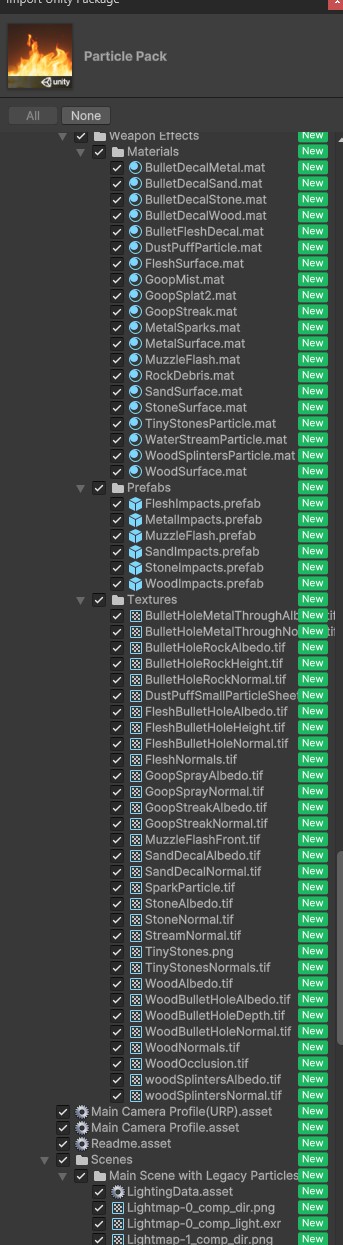 Import Unity Package
Particle Pack
unity
All None
Weapon Effects New
Materials New
BulletDecalMetal.mat New
BulletDecalSand.mat New
BulletDecalStone.mat New
BulletDecalWood.mat New
BulletFleshDecal.mat New
DustPuffParticle.mat New
FleshSurface.mat New
GoopMist.mat New
GoopSplat2.mat New
GoopStreak.mat New
MetalSparks.mat New
MetalSurface.mat New
MuzzleFlash.mat New
RockDebris.mat New
SandSurface.mat New
StoneSurface.mat New
TinyStonesParticle.mat New
WaterStreamParticle.mat New
WoodSplintersParticle.mat New
WoodSurface.mat New
Prefabs New
FleshImpacts.prefab New
MetalImpacts.prefab New
MuzzleFlash.prefab New
SandImpacts.prefab New
StoneImpacts.prefab New
WoodImpacts.prefab New
Textures New
BulletHoleMetalThroughAlb New
BulletHoleMetalThroughNo New
BulletHoleRockAlbedo.tif New
BulletHoleRockHeight.tif New
BulletHoleRockNormal.tif New
DustPuffSmallParticleSheet New
FleshBulletHoleAlbedo.tif New
FleshBulletHoleHeight.tif New
FleshBulletHoleNormal.tif New
FleshNormals.tif New
GoopSprayAlbedo.tif New
GoopSprayNormal.tif New
GoopStreakAlbedo.tif New
GoopStreakNormal.tif New
MuzzleFlashFront.tif New
SandDecalAlbedo.tif New
SandDecalNormal.tif New
SparkParticle.tif New
StoneAlbedo.tif New
StoneNormal.tif New
StreamNormal.tif New
TinyStones.png New
TinyStonesNormals.tif New
WoodAlbedo.tif New
WoodBulletHoleAlbedo.tif New
WoodBulletHoleDepth.tif New
WoodBulletHoleNormal.tif New
WoodNormals.tif New
WoodOcclusion.tif New
woodSplintersAlbedo.tif New
woodSplintersNormal.tif New
Main Camera Profile(URP).asset New
Main Camera Profile.asset New
Readme.asset New
Scenes New
Main Scene with Legacy Particles New
LightingData.asset New
Lightmap-0_comp_dir.png New
Lightmap-0_comp_light.exr New
Lightmap-1_comp_dir.png New